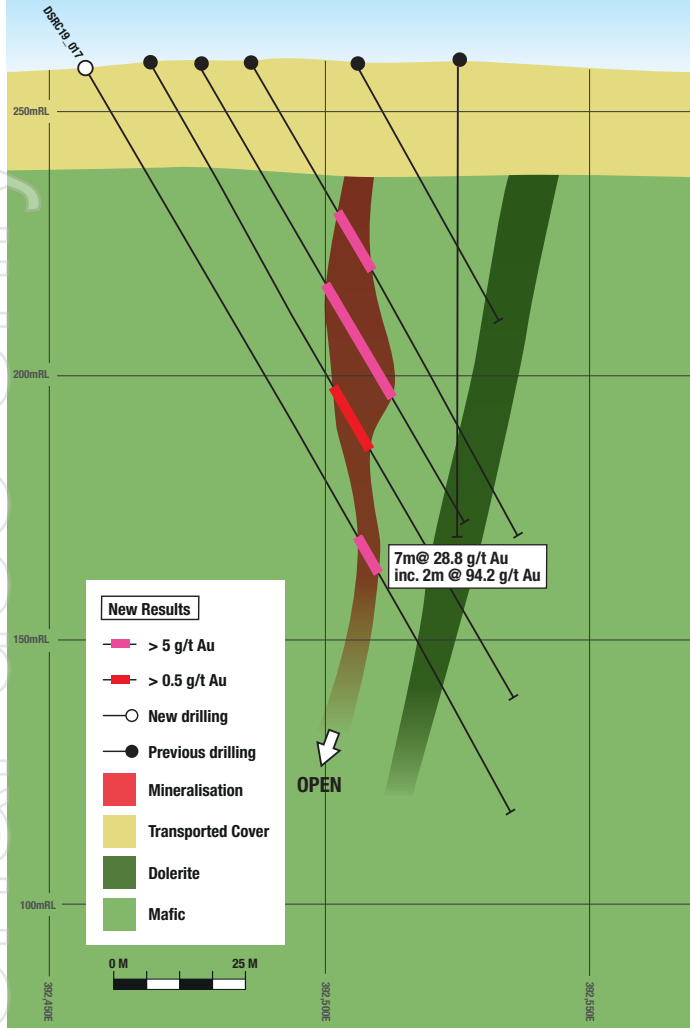 DSRC19_017
250mRL
200mRL
7m@ 28.8 g/t Au
inc. 2m @ 94.2 g/t Au
New Results
> 5 g/t Au
> 0.5 g/t Au
New drilling
Previous drilling
Mineralisation
Transported Cover
Dolerite
Mafic
150mRL
OPEN
100mRL
0 M
25 M
392,450E
392,500E
392,550E